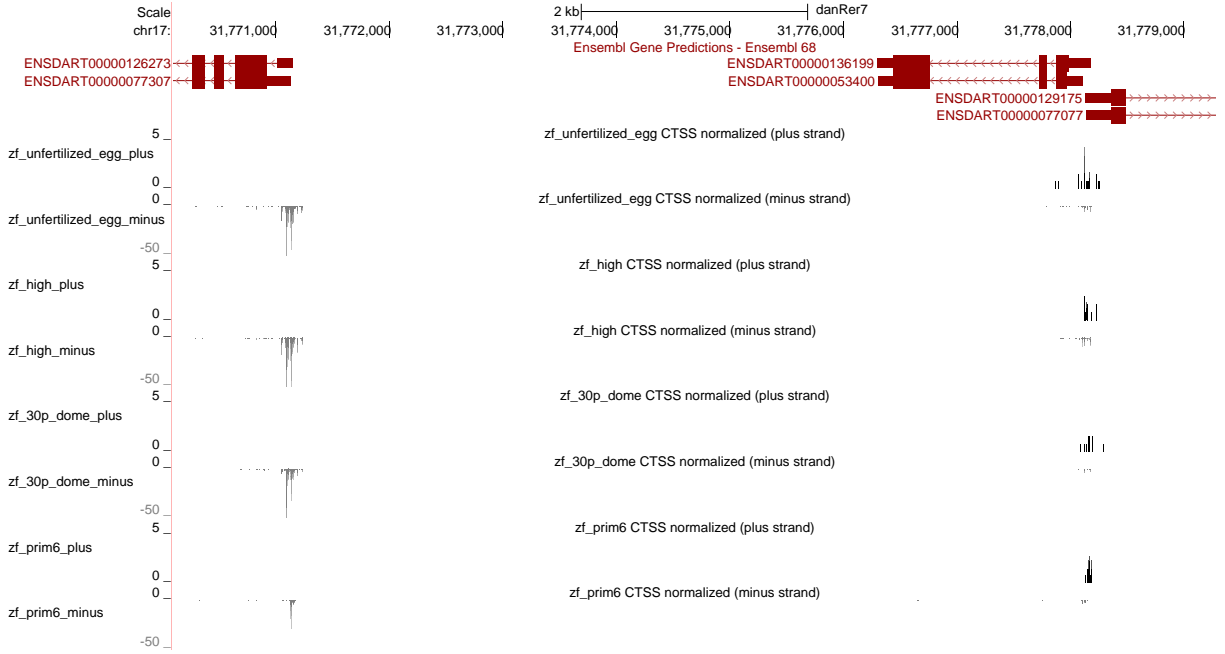 Scale 2 kb danRer7
chr17: 31,771,000 31,772,000 31,773,000 31,774,000 31,775,000 31,776,000 31,777,000 31,778,000 31,779,000
Ensembl Gene Predictions - Ensembl 68
ENSDART00000126273 ENSDART00000136199
ENSDART00000077307 ENSDART00000053400
ENSDART00000129175
ENSDART00000077077
zf_unfertilized_egg CTSS normalized (plus strand)
5
zf_unfertilized_egg_plus
0
zf_unfertilized_egg CTSS normalized (minus strand)
0
zf_unfertilized_egg_minus
-50
zf_high CTSS normalized (plus strand)
5
zf_high_plus
0
zf_high CTSS normalized (minus strand)
0
zf_high_minus
-50
zf_30p_dome CTSS normalized (plus strand)
5
zf_30p_dome_plus
0
zf_30p_dome CTSS normalized (minus strand)
0
zf_30p_dome_minus
-50
zf_prim6 CTSS normalized (plus strand)
5
zf_prim6_plus
0
zf_prim6 CTSS normalized (minus strand)
0
zf_prim6_minus
-50